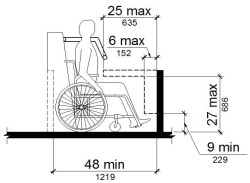 25 max
635
6 max
152
27 max
686
9 min
229
48 min
1219